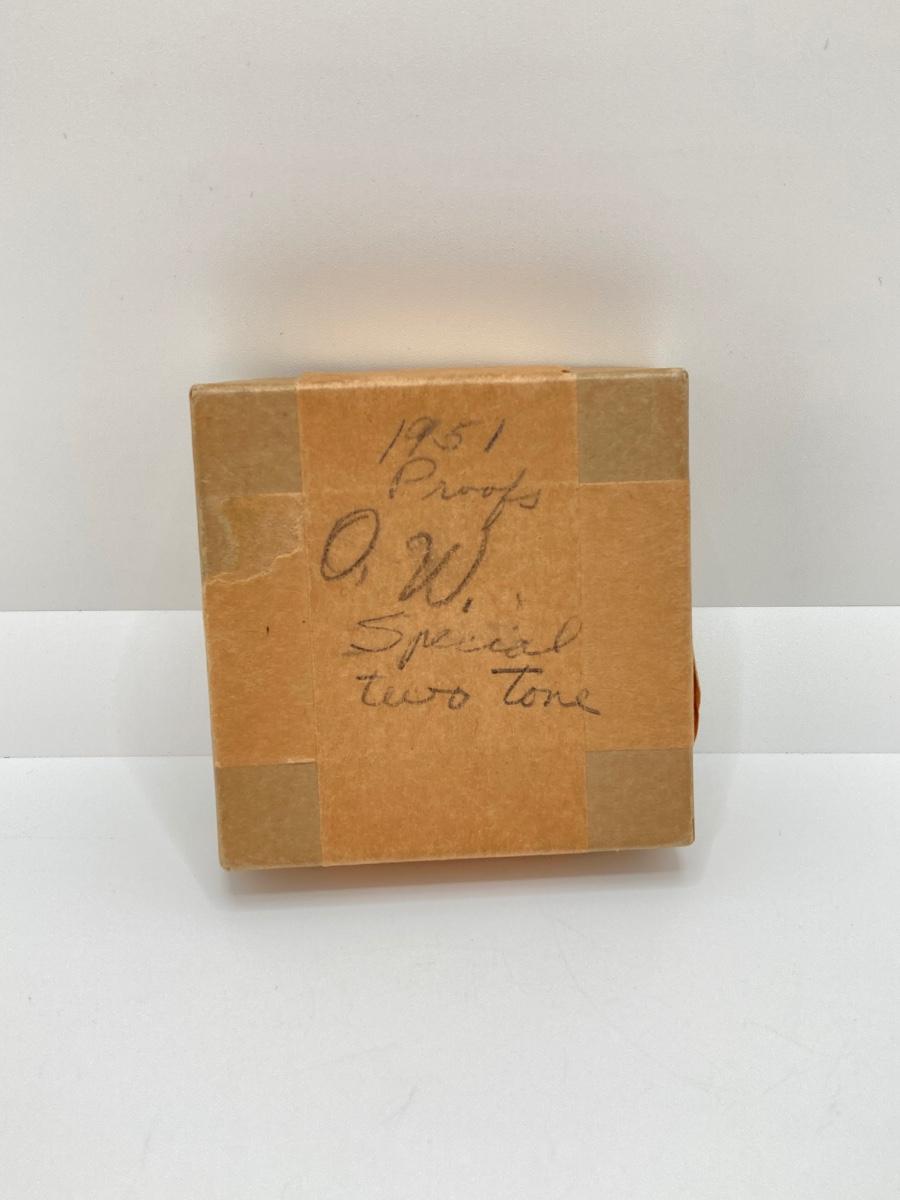 1951
Proofs
O. W.
Special
two Tone